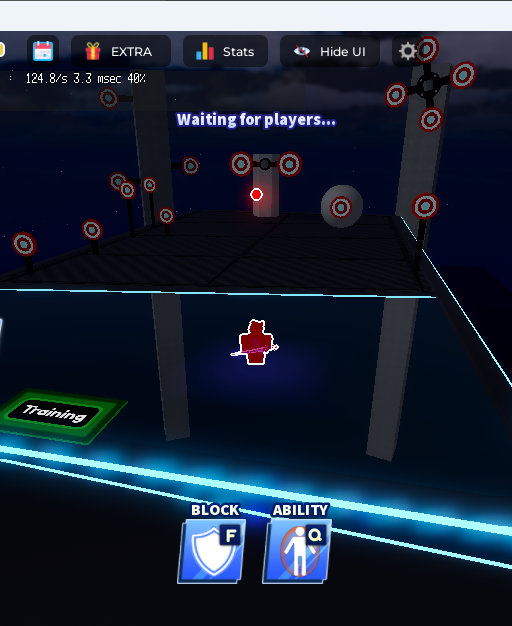 EXTRA
Stats
Hide UI
: 124.8/s 3.3 msec 40%
Waiting for players...
Training
BLOCK
ABILITY
F
Q